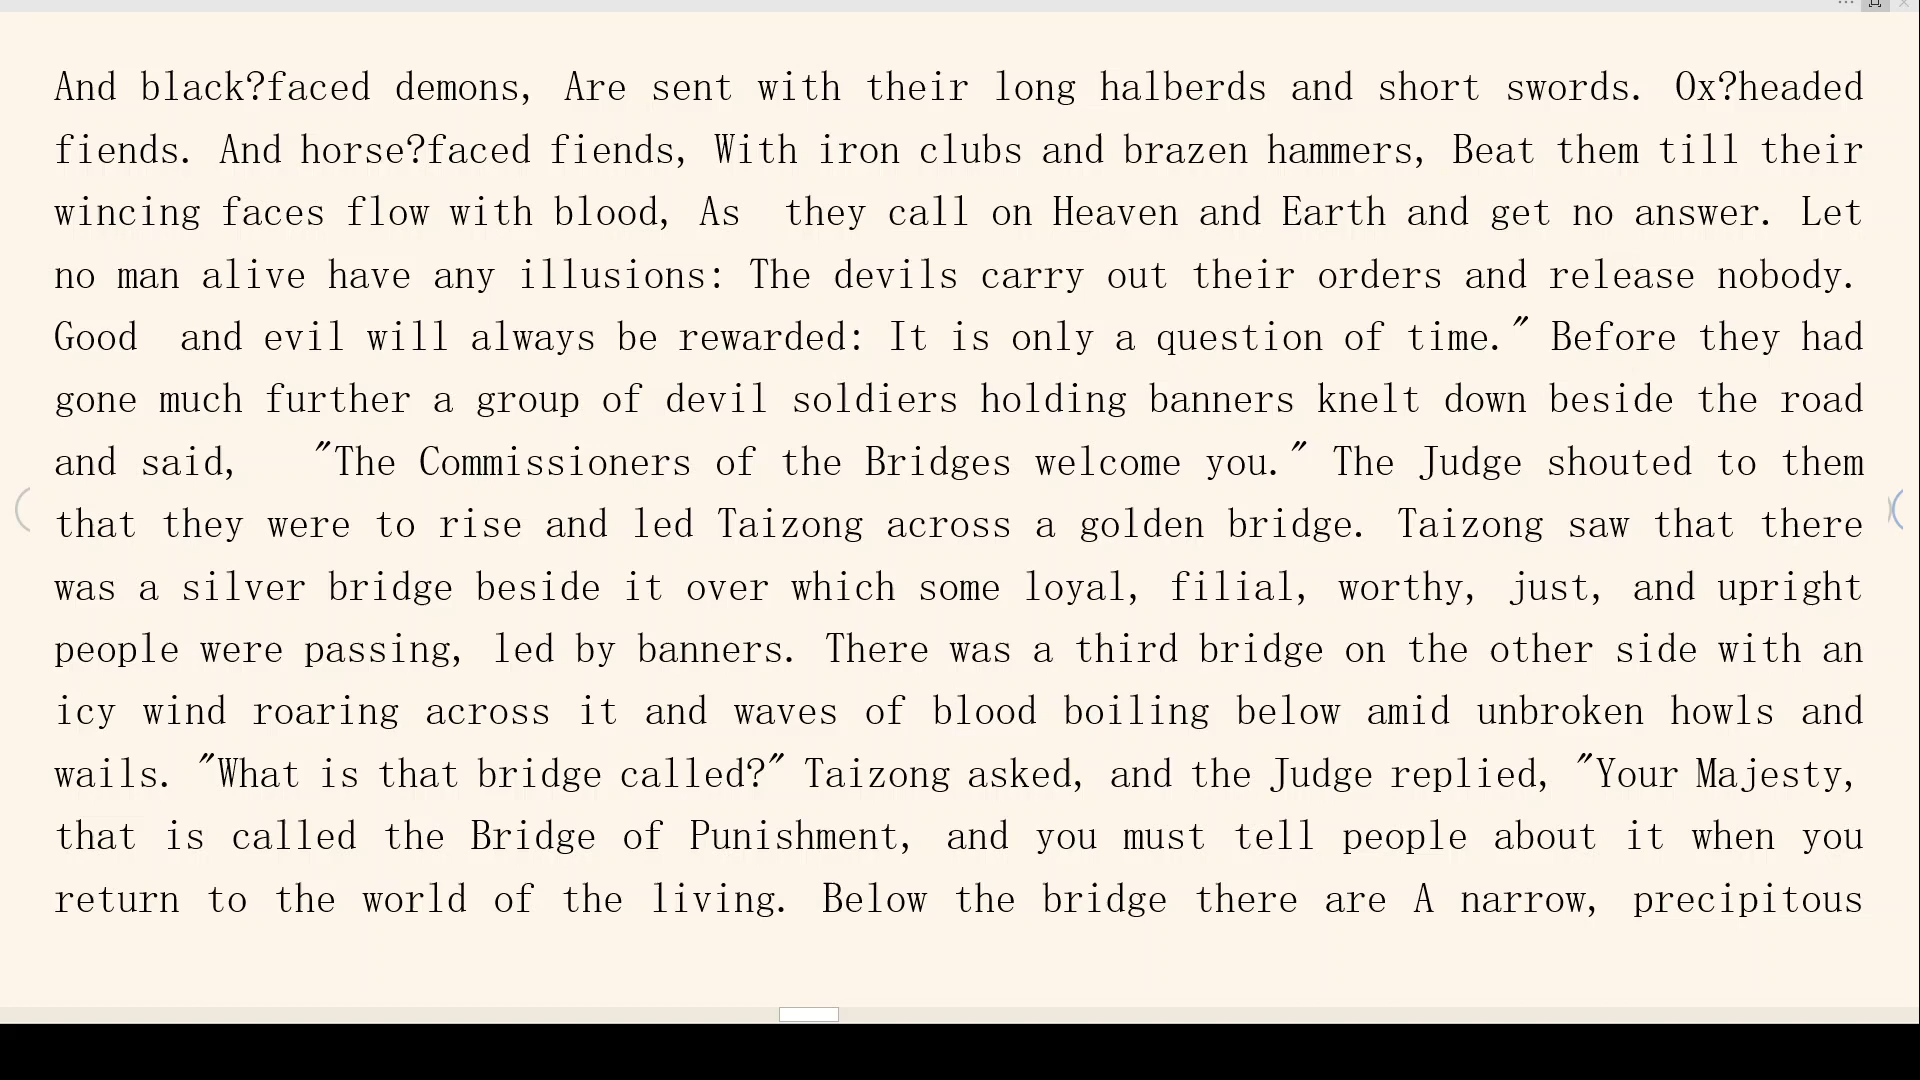 And black?faced demons, Are sent with their long halberds and short swords. Ox?headed
fiends. And horse?faced fiends, With iron clubs and brazen hammers, Beat them till their
wincing faces flow with blood, As  they call on Heaven and Earth and get no answer. Let
no man alive have any illusions: The devils carry out their orders and release nobody.
Good  and evil will always be rewarded: It is only a question of time." Before they had
gone much further a group of devil soldiers holding banners knelt down beside the road
and said,   "The Commissioners of the Bridges welcome you." The Judge shouted to them
that they were to rise and led Taizong across a golden bridge. Taizong saw that there
was a silver bridge beside it over which some loyal, filial, worthy, just, and upright
people were passing, led by banners. There was a third bridge on the other side with an
icy wind roaring across it and waves of blood boiling below amid unbroken howls and
wails. "What is that bridge called?" Taizong asked, and the Judge replied, "Your Majesty,
that is called the Bridge of Punishment, and you must tell people about it when you
return to the world of the living. Below the bridge there are A narrow, precipitous